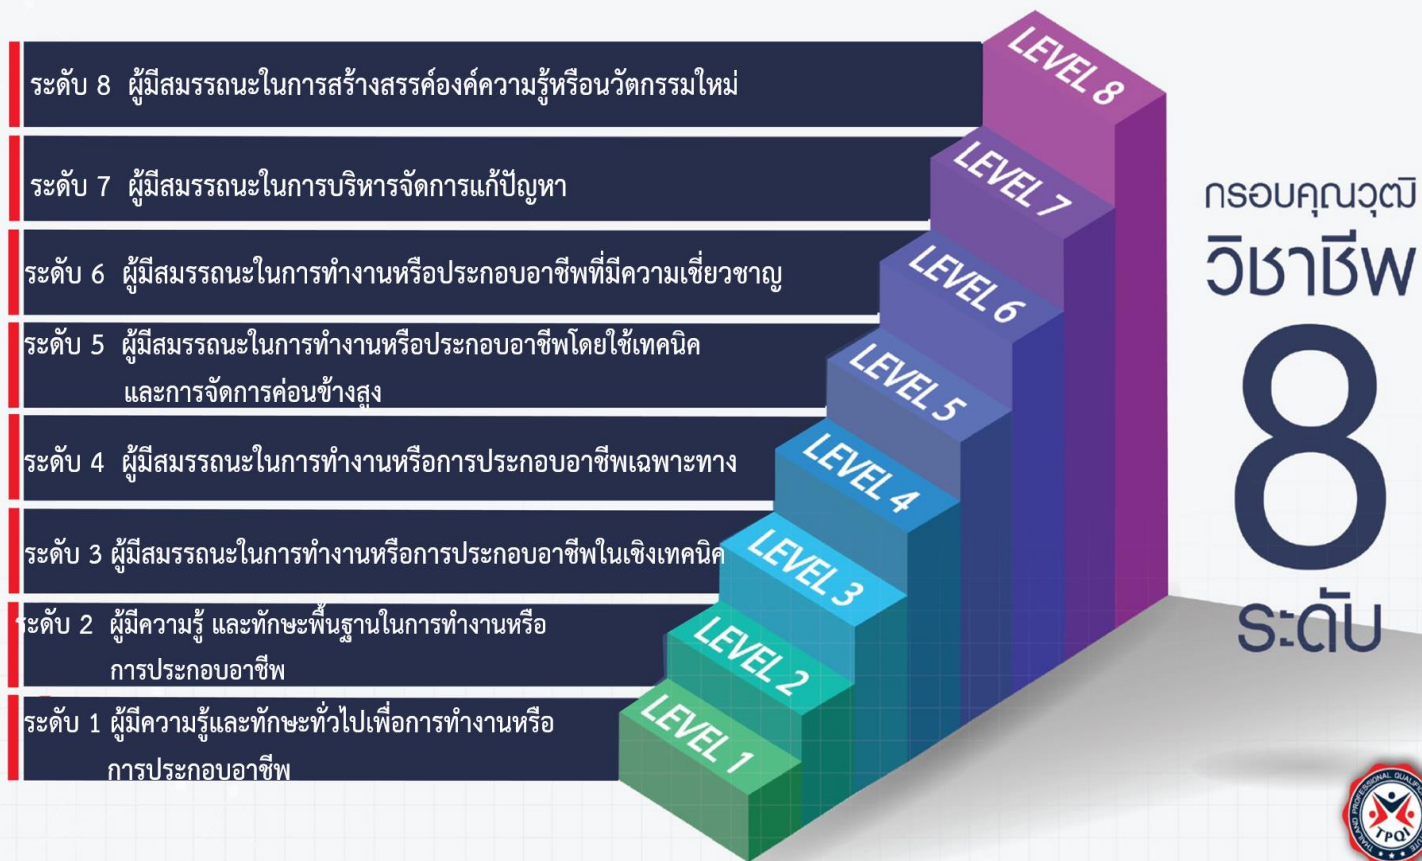 ระดับ 8 ผู้มีสมรรถนะในการสร้างสรรค์องค์ความรู้หรือนวัตกรรมใหม่
ระดับ 7 ผู้มีสมรรถนะในการบริหารจัดการแก้ปัญหา
ระดับ 6 ผู้มีสมรรถนะในการทำงานหรือประกอบอาชีพที่มีความเชี่ยวชาญ
ระดับ 5 ผู้มีสมรรถนะในการทำงานหรือประกอบอาชีพโดยใช้เทคนิค
และการจัดการค่อนข้างสูง
ระดับ 4 ผู้มีสมรรถนะในการทำงานหรือการประกอบอาชีพเฉพาะทาง
ระดับ 3 ผู้มีสมรรถนะในการทำงานหรือการประกอบอาชีพในเชิงเทคนิค
ระดับ 2 ผู้มีความรู้ และทักษะพื้นฐานในการทำงานหรือ
การประกอบอาชีพ
ระดับ 1 ผู้มีความรู้และทักษะทั่วไปเพื่อการทำงานหรือ
การประกอบอาชีพ
LEVEL 8
LEVEL 7
LEVEL 6
LEVEL 5
LEVEL 4
LEVEL 3
LEVEL 2
LEVEL 1
กรอบคุณวุฒิ
วิชาชีพ
8
ระดับ
TPQI